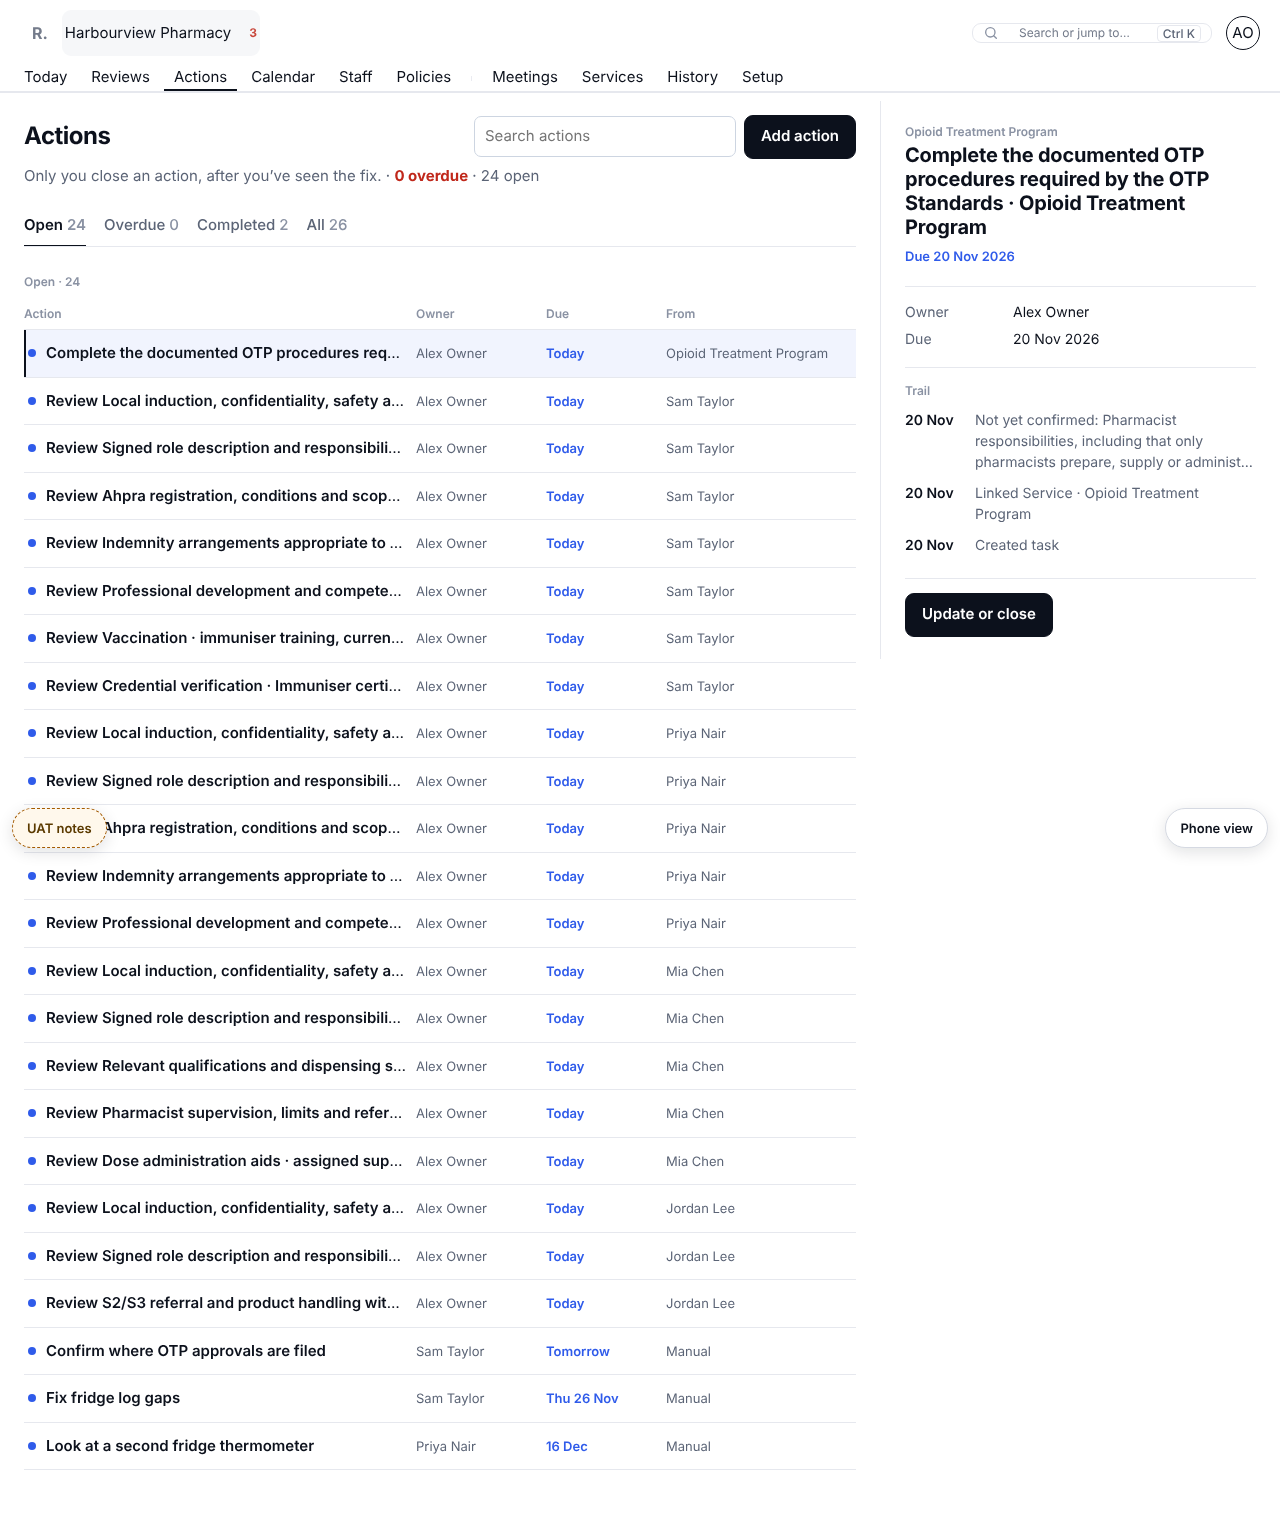 R. Harbourview Pharmacy 3 Search or jump to... Ctrl K AO
Today Reviews Actions Calendar Staff Policies Meetings Services History Setup
Actions Search actions Add action
Only you close an action, after you’ve seen the fix. · 0 overdue · 24 open
Open 24 Overdue 0 Completed 2 All 26
Open · 24
Action Owner Due From
Complete the documented OTP procedures req... Alex Owner Today Opioid Treatment Program
Review Local induction, confidentiality, safety a... Alex Owner Today Sam Taylor
Review Signed role description and responsibili... Alex Owner Today Sam Taylor
Review Ahpra registration, conditions and scop... Alex Owner Today Sam Taylor
Review Indemnity arrangements appropriate to ... Alex Owner Today Sam Taylor
Review Professional development and compete... Alex Owner Today Sam Taylor
Review Vaccination · immuniser training, curren... Alex Owner Today Sam Taylor
Review Credential verification · Immuniser certi... Alex Owner Today Sam Taylor
Review Local induction, confidentiality, safety a... Alex Owner Today Priya Nair
Review Signed role description and responsibili... Alex Owner Today Priya Nair
UAT notes Ahpra registration, conditions and scop... Alex Owner Today Priya Nair
Review Indemnity arrangements appropriate to ... Alex Owner Today Priya Nair
Review Professional development and compete... Alex Owner Today Priya Nair
Review Local induction, confidentiality, safety a... Alex Owner Today Mia Chen
Review Signed role description and responsibili... Alex Owner Today Mia Chen
Review Relevant qualifications and dispensing s... Alex Owner Today Mia Chen
Review Pharmacist supervision, limits and refer... Alex Owner Today Mia Chen
Review Dose administration aids · assigned sup... Alex Owner Today Mia Chen
Review Local induction, confidentiality, safety a... Alex Owner Today Jordan Lee
Review Signed role description and responsibili... Alex Owner Today Jordan Lee
Review S2/S3 referral and product handling wit... Alex Owner Today Jordan Lee
Confirm where OTP approvals are filed Sam Taylor Tomorrow Manual
Fix fridge log gaps Sam Taylor Thu 26 Nov Manual
Look at a second fridge thermometer Priya Nair 16 Dec Manual
Opioid Treatment Program
Complete the documented OTP
procedures required by the OTP
Standards · Opioid Treatment
Program
Due 20 Nov 2026
Owner Alex Owner
Due 20 Nov 2026
Trail
20 Nov Not yet confirmed: Pharmacist
responsibilities, including that only
pharmacists prepare, supply or administ...
20 Nov Linked Service · Opioid Treatment
Program
20 Nov Created task
Update or close
Phone view